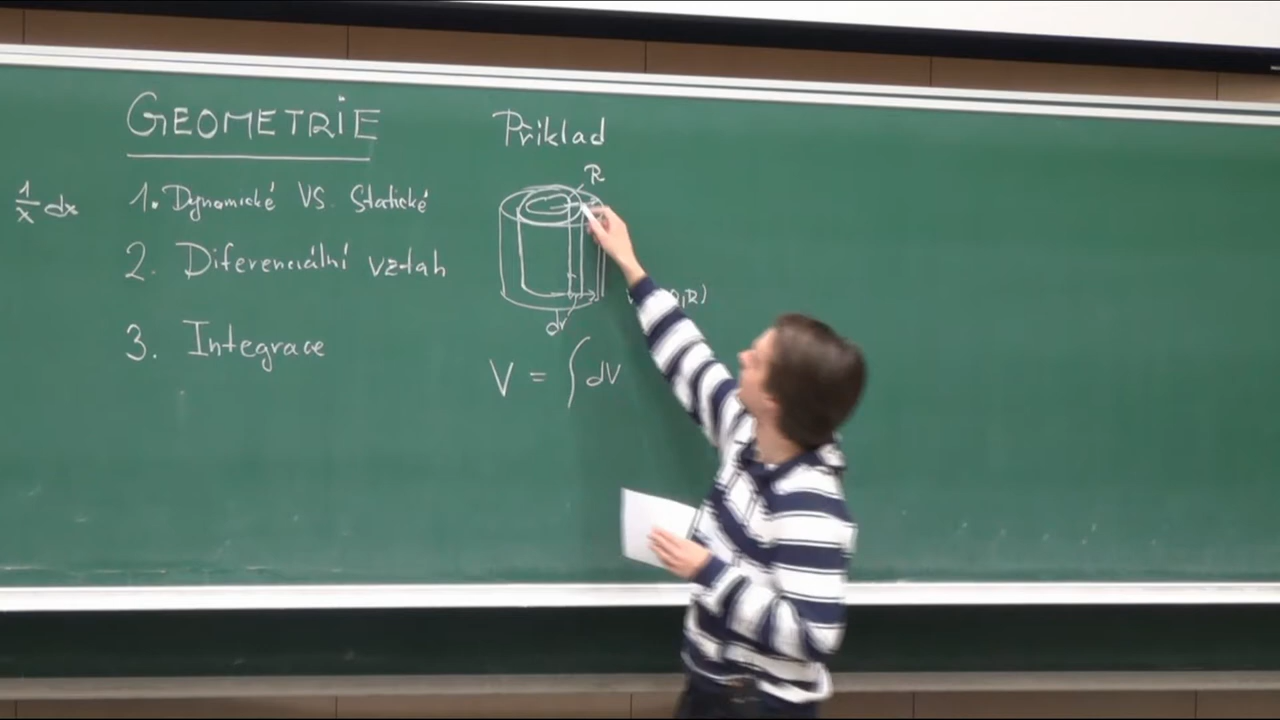 GEOMETRIE
1/x dx
1. Dynamické VS. Statické
2. Diferenciální vztah
3. Integrace
Příklad
R
dr
V = ∫ dV